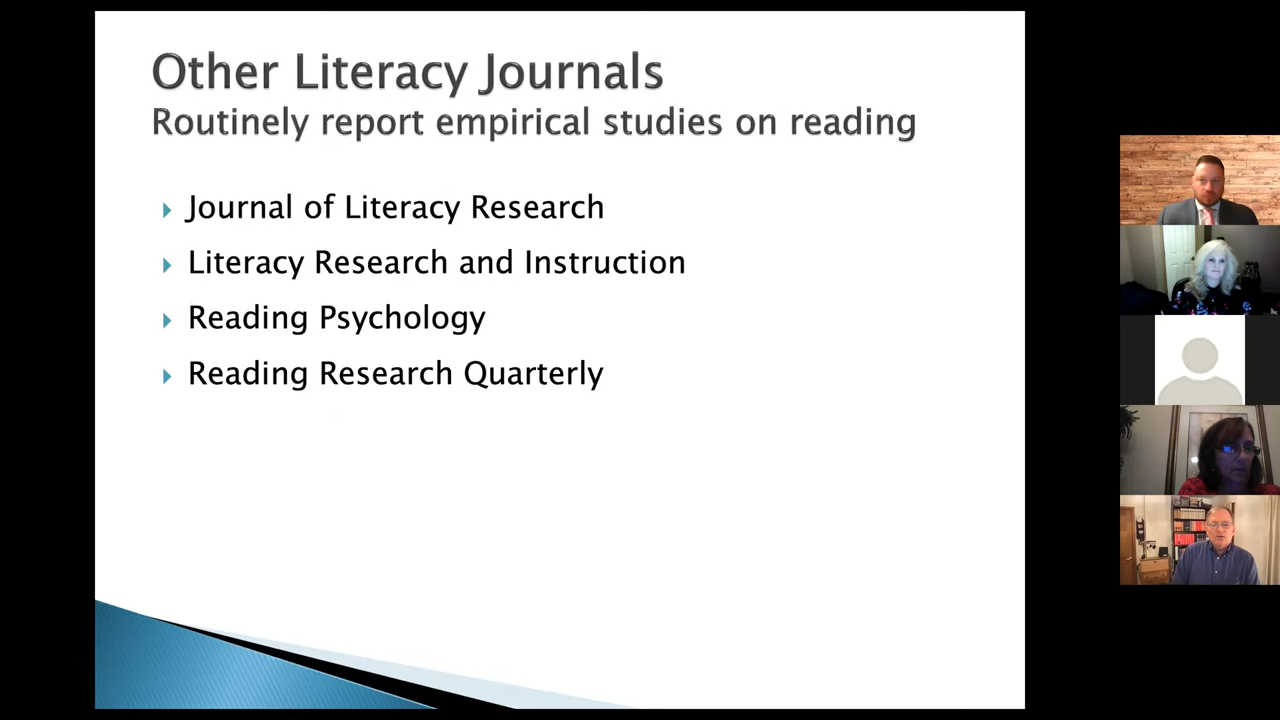 Other Literacy Journals
Routinely report empirical studies on reading
Journal of Literacy Research
Literacy Research and Instruction
Reading Psychology
Reading Research Quarterly